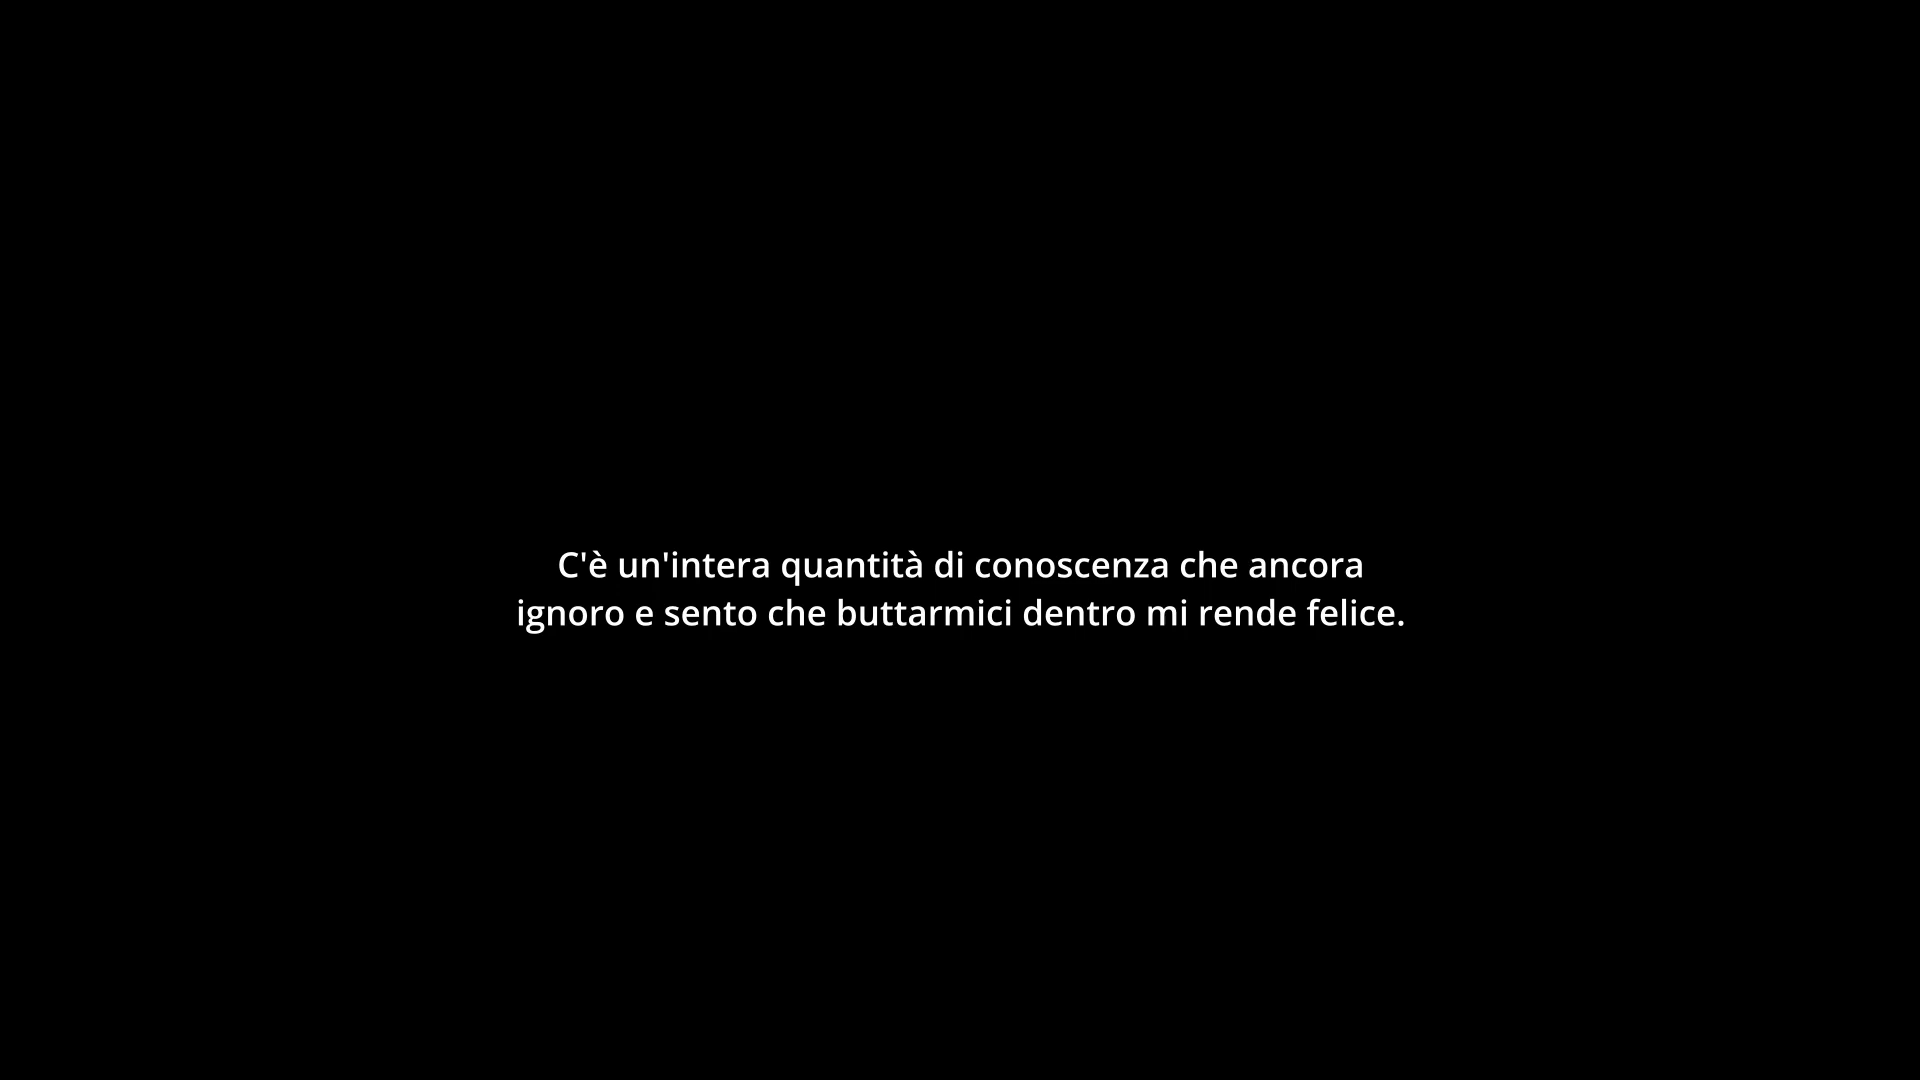 C'è un'intera quantità di conoscenza che ancora
ignoro e sento che buttarmici dentro mi rende felice.